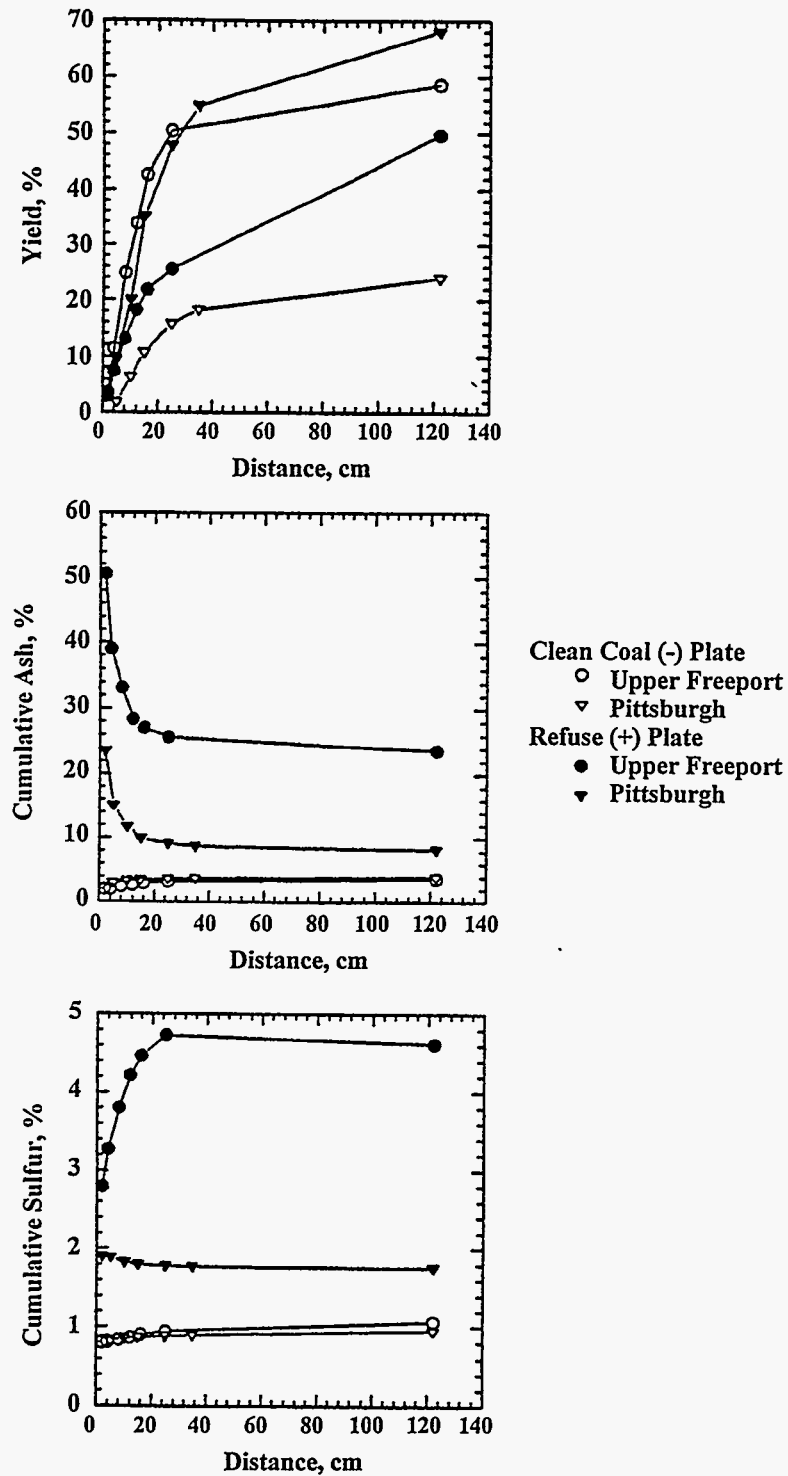 70
60
50
40
30
20
10
0
Yield, %
0 20 40 60 80 100 120 140
Distance, cm
60
50
40
30
20
10
0
Cumulative Ash, %
0 20 40 60 80 100 120 140
Distance, cm
Clean Coal (-) Plate
Upper Freeport
Pittsburgh
Refuse (+) Plate
Upper Freeport
Pittsburgh
5
4
3
2
1
0
Cumulative Sulfur, %
0 20 40 60 80 100 120 140
Distance, cm